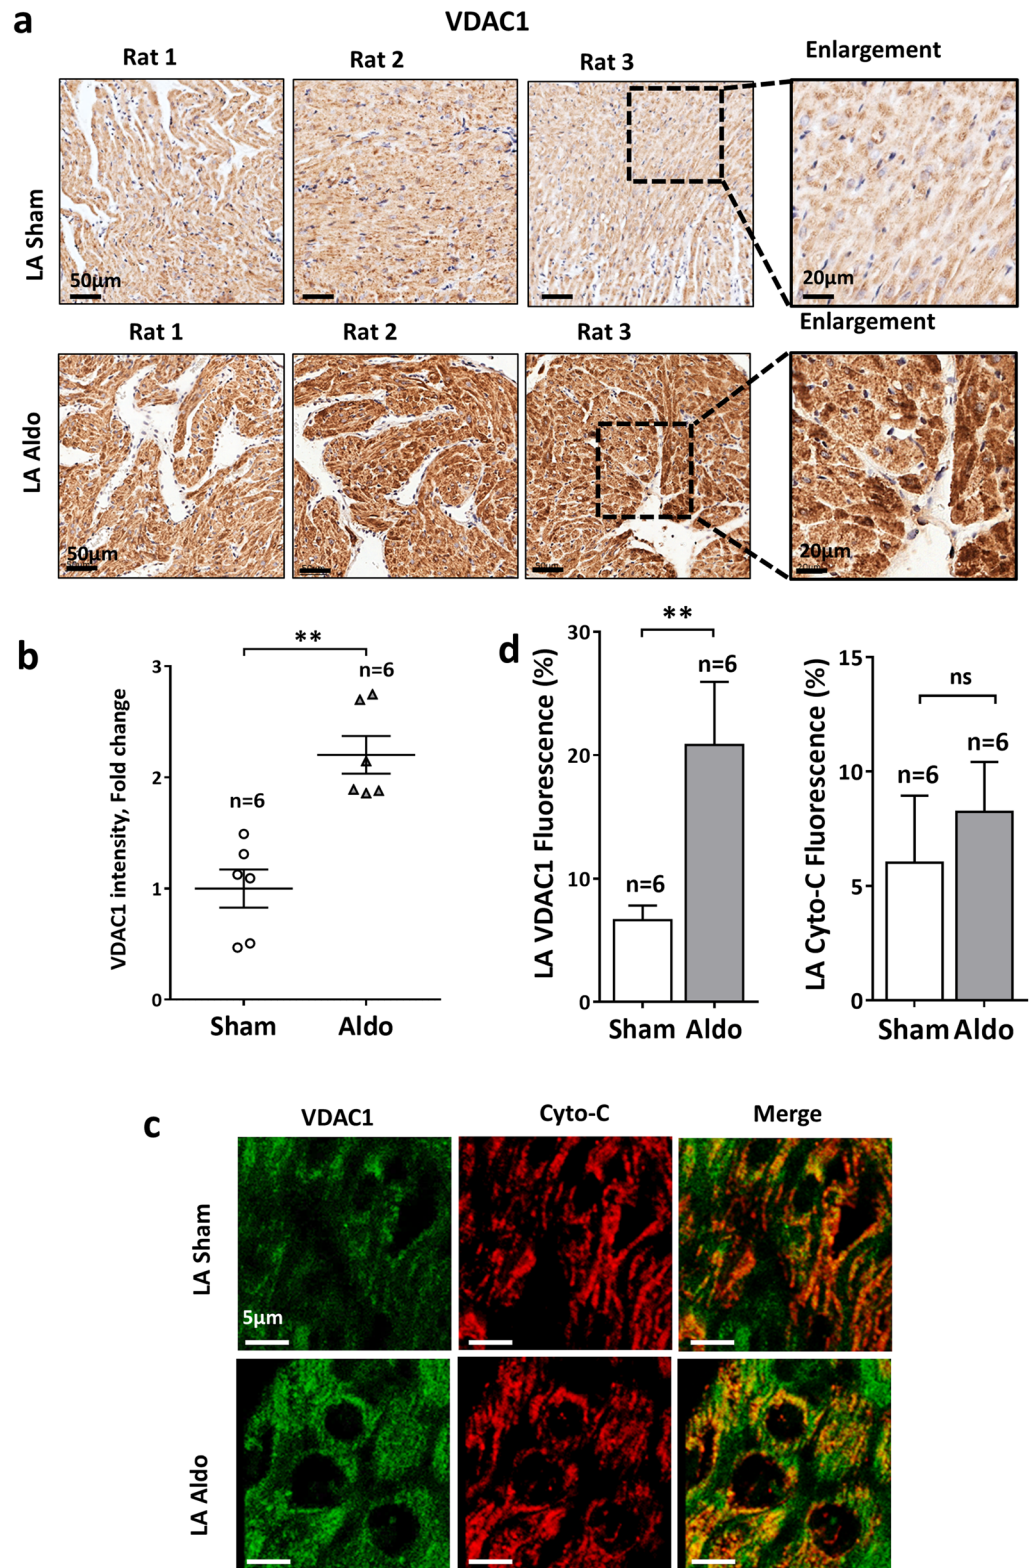 a
VDAC1
Rat 1
Rat 2
Rat 3
Enlargement
LA Sham
50µm
20µm
Rat 1
Rat 2
Rat 3
Enlargement
LA Aldo
50µm
20µm
b
VDAC1 intensity, Fold change
3
2
1
0
**
n=6
n=6
Sham
Aldo
d
LA VDAC1 Fluorescence (%)
30
20
10
0
**
n=6
n=6
Sham Aldo
LA Cyto-C Fluorescence (%)
15
10
5
0
ns
n=6
n=6
Sham Aldo
c
VDAC1
Cyto-C
Merge
LA Sham
5µm
LA Aldo